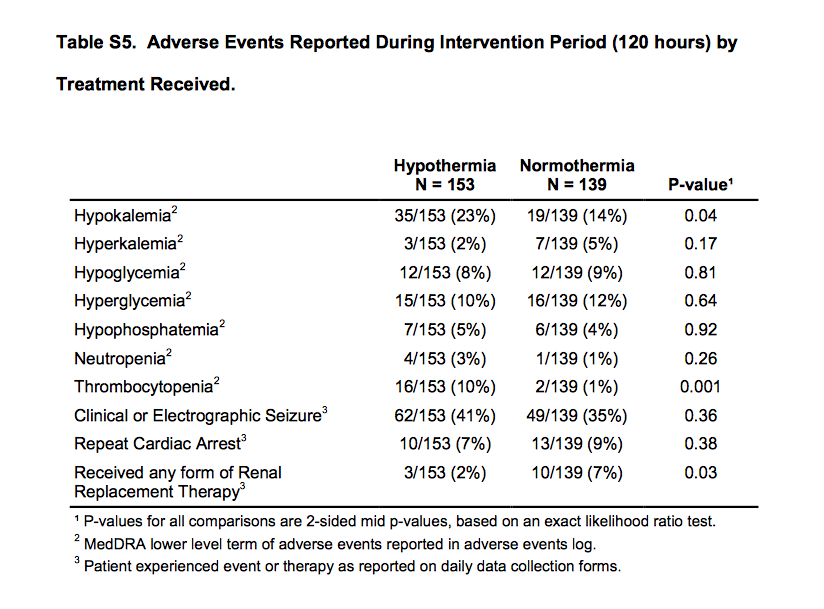 Table S5.  Adverse Events Reported During Intervention Period (120 hours) by
Treatment Received.
Hypothermia Normothermia
N = 153 N = 139 P-value¹
Hypokalemia² 35/153 (23%) 19/139 (14%) 0.04
Hyperkalemia² 3/153 (2%) 7/139 (5%) 0.17
Hypoglycemia² 12/153 (8%) 12/139 (9%) 0.81
Hyperglycemia² 15/153 (10%) 16/139 (12%) 0.64
Hypophosphatemia² 7/153 (5%) 6/139 (4%) 0.92
Neutropenia² 4/153 (3%) 1/139 (1%) 0.26
Thrombocytopenia² 16/153 (10%) 2/139 (1%) 0.001
Clinical or Electrographic Seizure³ 62/153 (41%) 49/139 (35%) 0.36
Repeat Cardiac Arrest³ 10/153 (7%) 13/139 (9%) 0.38
Received any form of Renal 3/153 (2%) 10/139 (7%) 0.03
Replacement Therapy³
¹ P-values for all comparisons are 2-sided mid p-values, based on an exact likelihood ratio test.
² MedDRA lower level term of adverse events reported in adverse events log.
³ Patient experienced event or therapy as reported on daily data collection forms.